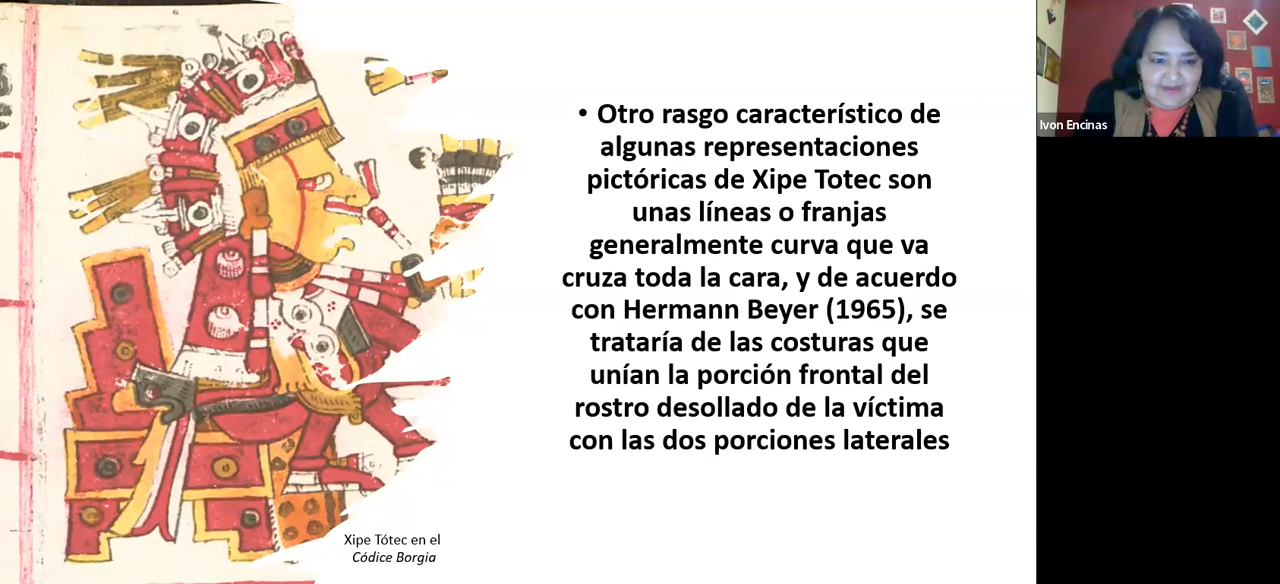 • Otro rasgo característico de
algunas representaciones
pictóricas de Xipe Totec son
unas líneas o franjas
generalmente curva que va
cruza toda la cara, y de acuerdo
con Hermann Beyer (1965), se
trataría de las costuras que
unían la porción frontal del
rostro desollado de la víctima
con las dos porciones laterales
Xipe Tótec en el
Códice Borgia
Ivon Encinas